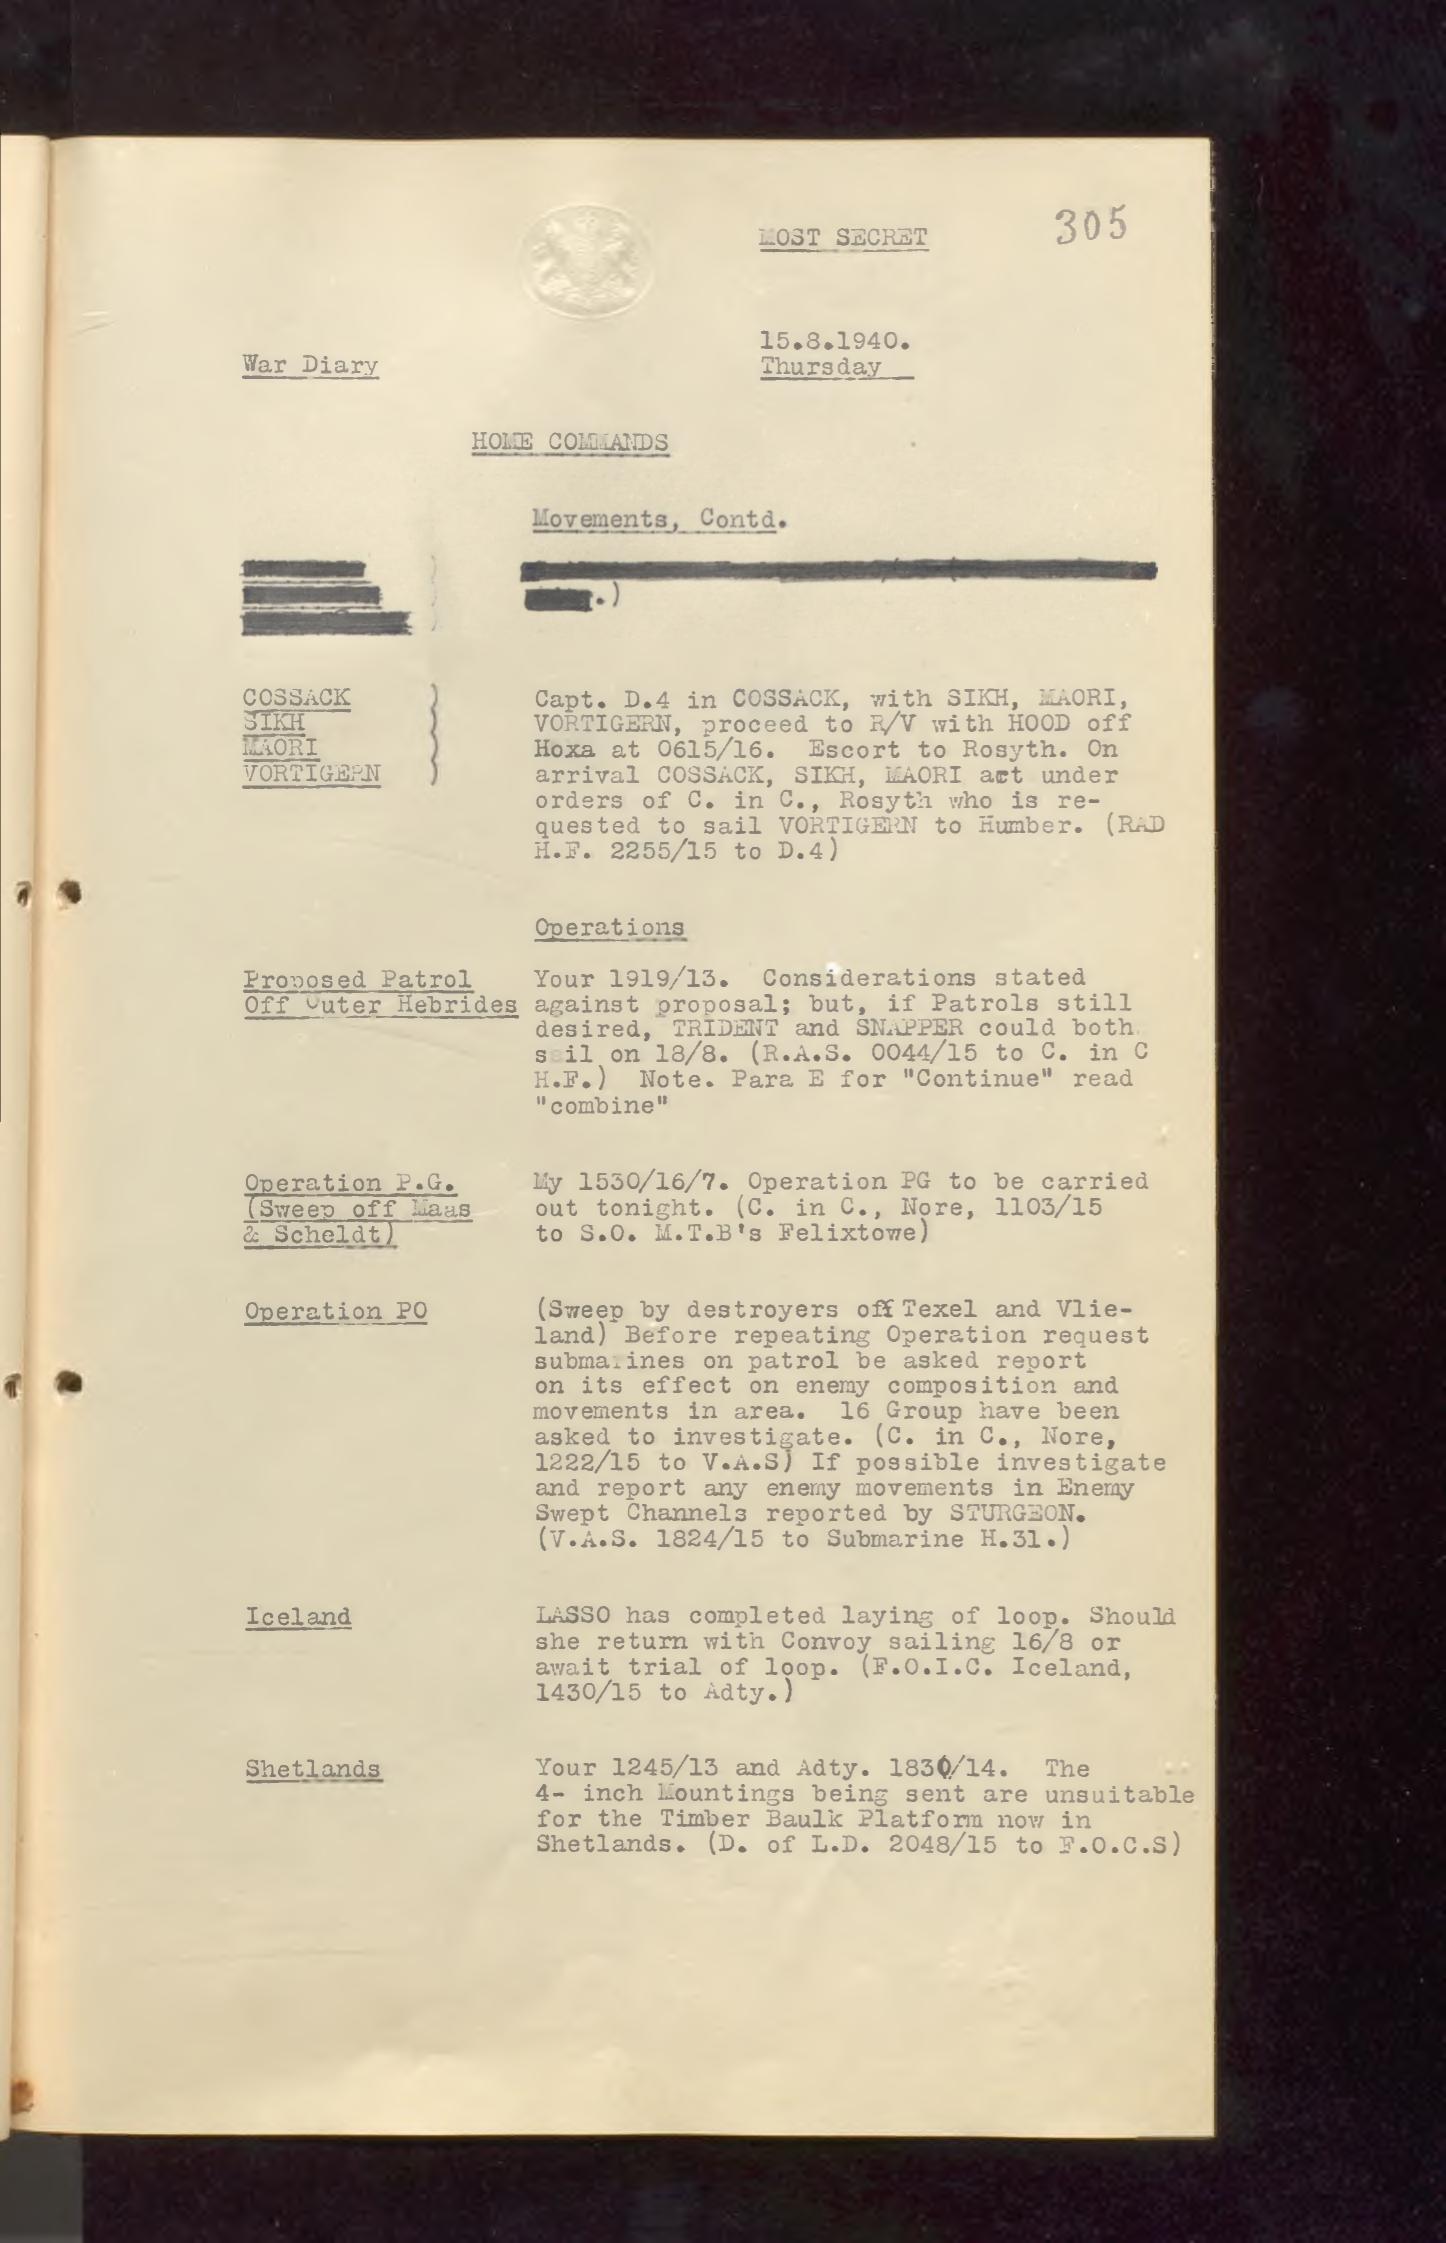 MOST SECRET
305
15.8.1940.
War Diary
Thursday
HOME COMMANDS
Movements, Contd.
.)
COSSACK
SIKH
MAORI
VORTIGERN
Capt. D.4 in COSSACK, with SIKH, MAORI,
VORTIGERN, proceed to R/V with HOOD off
Hoxa at 0615/16. Escort to Rosyth. On
arrival COSSACK, SIKH, MAORI act under
orders of C. in C., Rosyth who is re-
quested to sail VORTIGERN to Humber. (RAD
H.F. 2255/15 to D.4)
Operations
Proposed Patrol
Off Outer Hebrides
Your 1919/13. Considerations stated
against proposal; but, if Patrols still
desired, TRIDENT and SNAPPER could both
sail on 18/8. (R.A.S. 0044/15 to C. in C
H.F.) Note. Para E for "Continue" read
"combine"
Operation P.G.
(Sweep off Maas
& Scheldt)
My 1530/16/7. Operation PG to be carried
out tonight. (C. in C., Nore, 1103/15
to S.O. M.T.B's Felixtowe)
Operation PO
(Sweep by destroyers off Texel and Vlie-
land) Before repeating Operation request
submarines on patrol be asked report
on its effect on enemy composition and
movements in area. 16 Group have been
asked to investigate. (C. in C., Nore,
1222/15 to V.A.S) If possible investigate
and report any enemy movements in Enemy
Swept Channels reported by STURGEON.
(V.A.S. 1824/15 to Submarine H.31.)
Iceland
LASSO has completed laying of loop. Should
she return with Convoy sailing 16/8 or
await trial of loop. (F.O.I.C. Iceland,
1430/15 to Adty.)
Shetlands
Your 1245/13 and Adty. 1830/14. The
4- inch Mountings being sent are unsuitable
for the Timber Baulk Platform now in
Shetlands. (D. of L.D. 2048/15 to F.O.C.S)